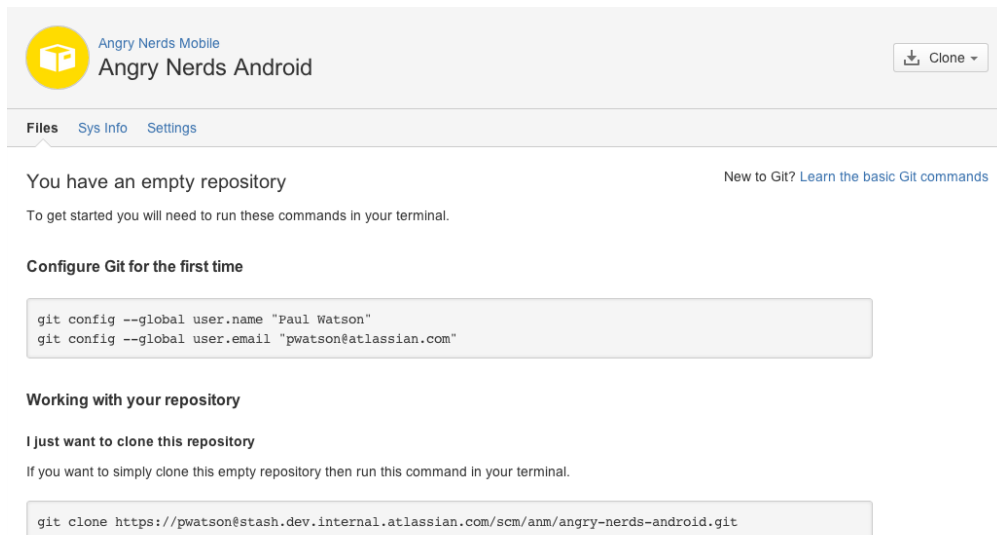 Angry Nerds Mobile
Angry Nerds Android
Clone
Files Sys Info Settings
You have an empty repository
New to Git? Learn the basic Git commands
To get started you will need to run these commands in your terminal.
Configure Git for the first time
git config --global user.name "Paul Watson"
git config --global user.email "pwatson@atlassian.com"
Working with your repository
I just want to clone this repository
If you want to simply clone this empty repository then run this command in your terminal.
git clone https://pwatson@stash.dev.internal.atlassian.com/scm/anm/angry-nerds-android.git